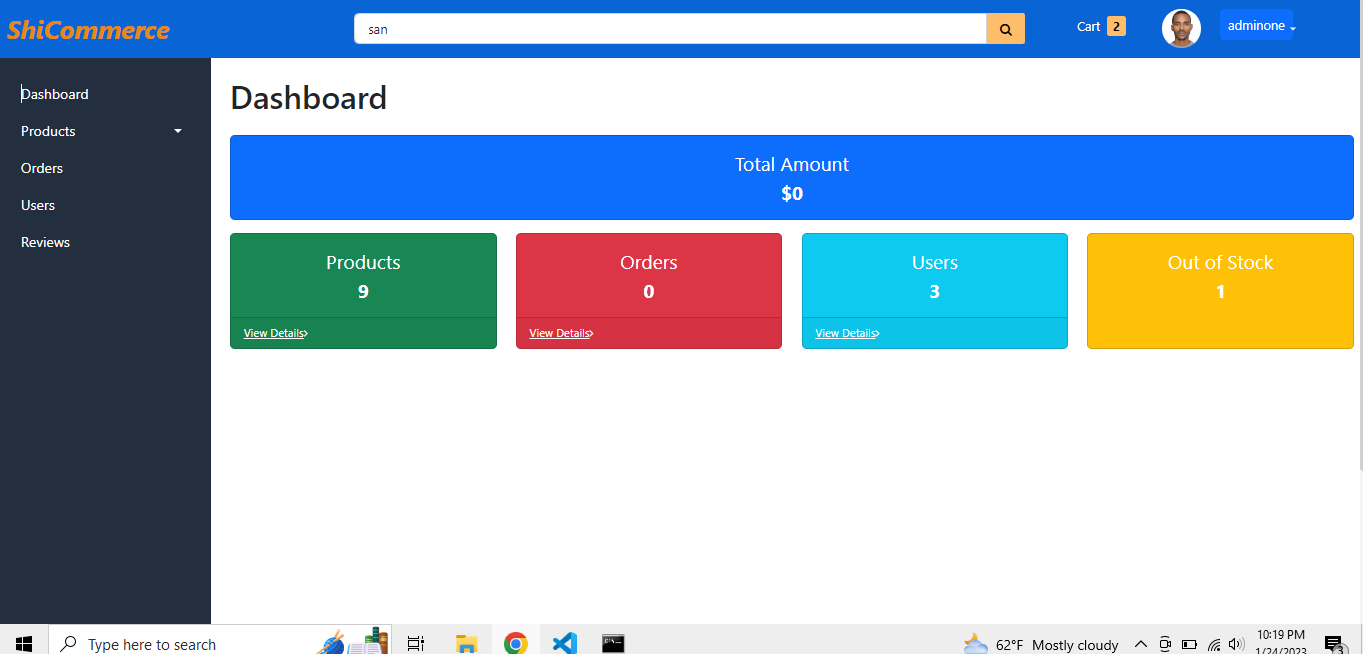 ShiCommerce
san
Cart 2
adminone
Dashboard
Products
Orders
Users
Reviews
Dashboard
Total Amount
$0
Products
9
View Details
Orders
0
View Details
Users
3
View Details
Out of Stock
1
Type here to search
62°F Mostly cloudy
10:19 PM
1/24/2023
3